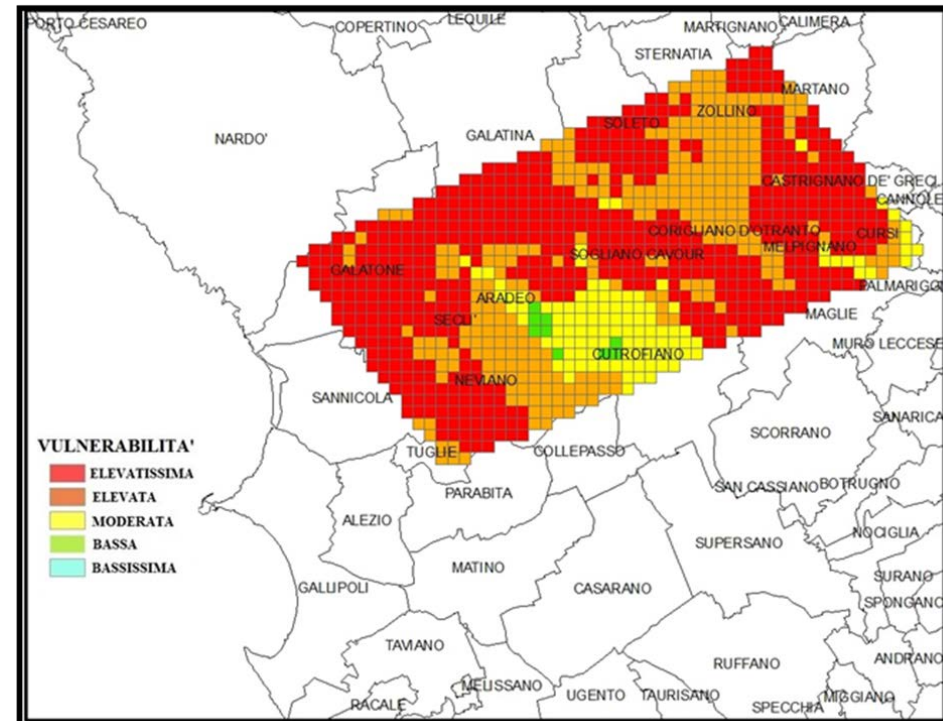 PORTO CESAREO
COPERTINO
LEQUILE
MARTIGNANO
CALIMERA
STERNATIA
MARTANO
ZOLLINO
SOLETO
NARDO'
GALATINA
CASTRIGNANO DE' GRECI
CANNOLE
CORIGLIANO D'OTRANTO
CURSI
MELPIGNANO
SOGLIANO CAVOUR
GALATONE
PALMARIGG
ARADEO
MAGLIE
SECLI'
MURO LECCESE
CUTROFIANO
NEVIANO
SANNICOLA
SANARICA
SCORRANO
VULNERABILITA'
ELEVATISSIMA
ELEVATA
MODERATA
BASSA
BASSISSIMA
TUGLIE
COLLEPASSO
PARABITA
SAN CASSIANO
BOTRUGNO
ALEZIO
NOCIGLIA
SUPERSANO
MATINO
SURANO
GALLIPOLI
CASARANO
SPONGANO
TAVIANO
ANDRANO
RUFFANO
MELISSANO
UGENTO
TAURISANO
MIGGIANO
RACALE
SPECCHIA